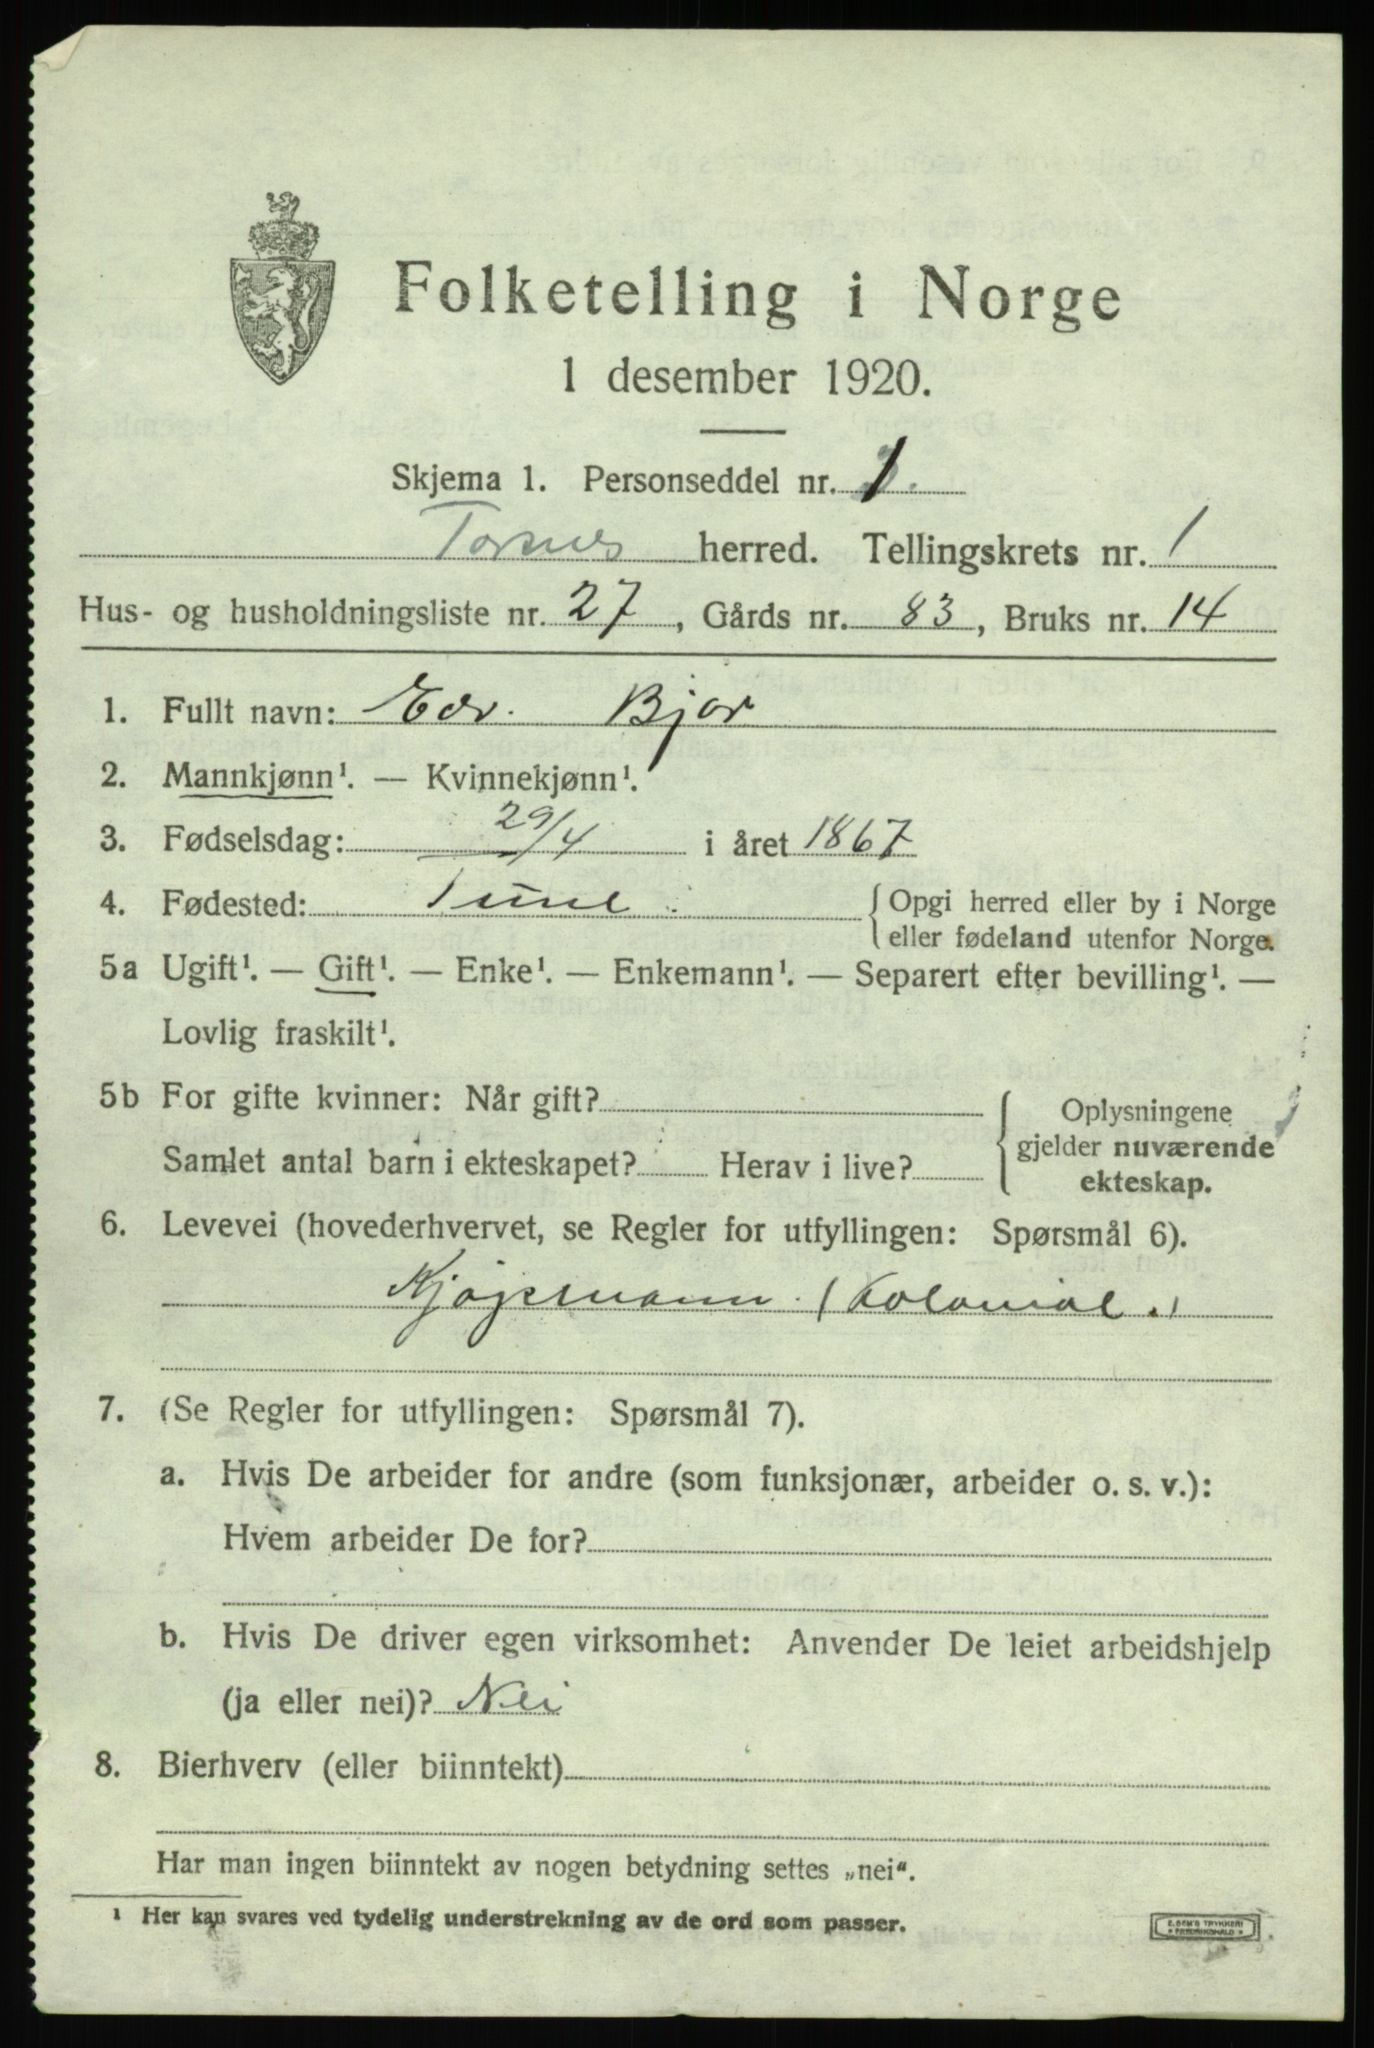 Folketelling i Norge
1 desember 1920.
Skjema 1. Personseddel nr. 1
Torsnes herred. Tellingskrets nr. 1
Hus- og husholdningsliste nr. 27, Gårds nr. 83, Bruks nr. 14
1. Fullt navn: Edv. Bjor
2. Mannkjønn¹. — Kvinnekjønn¹.
3. Fødselsdag: 29/4 i året 1867
4. Fødested: Tune { Opgi herred eller by i Norge
eller fødeland utenfor Norge.
5a Ugift¹. — Gift¹. — Enke¹. — Enkemann¹. — Separert efter bevilling¹. —
Lovlig fraskilt¹.
5b For gifte kvinner: Når gift? { Oplysningene
gjelder nuværende
Samlet antal barn i ekteskapet? Herav i live?
ekteskap.
6. Levevei (hovederhvervet, se Regler for utfyllingen: Spørsmål 6).
Kjøpmann (Kolonial.)
7. (Se Regler for utfyllingen: Spørsmål 7).
a. Hvis De arbeider for andre (som funksjonær, arbeider o. s. v.):
Hvem arbeider De for?
b. Hvis De driver egen virksomhet: Anvender De leiet arbeidshjelp
(ja eller nei)? Nei
8. Bierhverv (eller biinntekt)
Har man ingen biinntekt av nogen betydning settes „nei“.
¹ Her kan svares ved tydelig understrekning av de ord som passer.
E. SEM'S TRYKKERI
FREDRIKSHALD